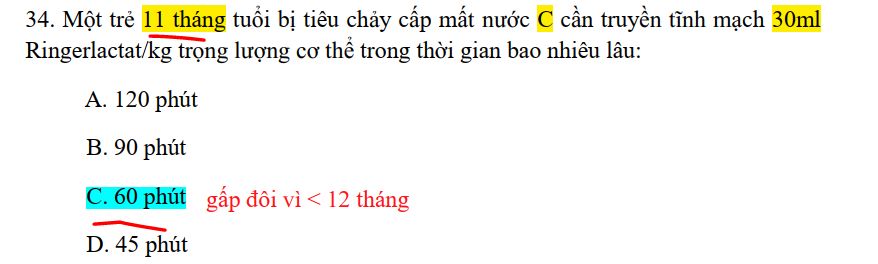 34. Một trẻ 11 tháng tuổi bị tiêu chảy cấp mất nước C cần truyền tĩnh mạch 30ml
Ringerlactat/kg trọng lượng cơ thể trong thời gian bao nhiêu lâu:
A. 120 phút
B. 90 phút
C. 60 phút gấp đôi vì < 12 tháng
D. 45 phút